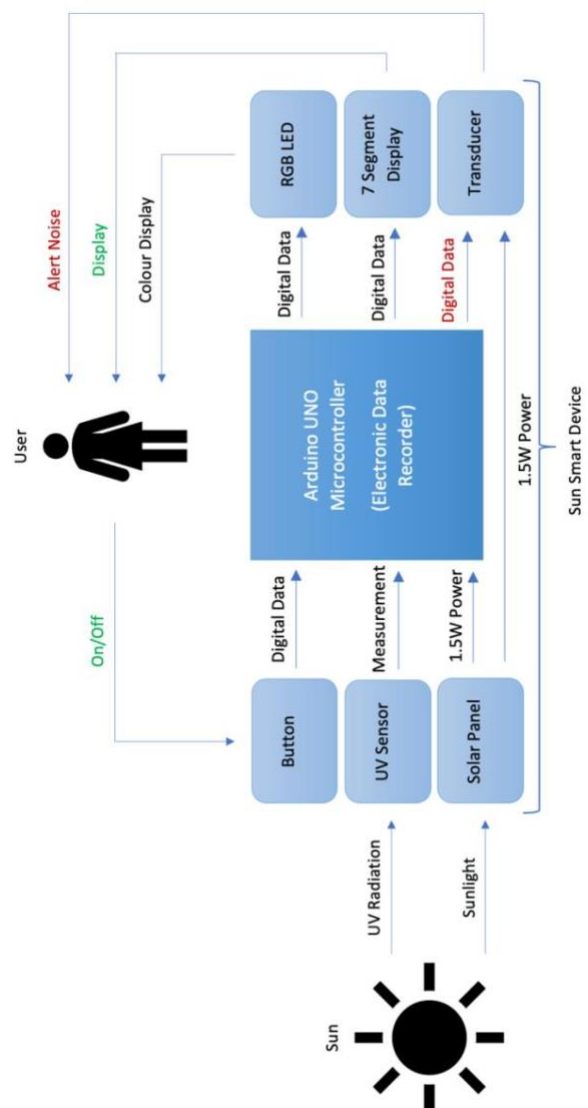 User
Alert Noise
Display
Colour Display
On/Off
Sun
UV Radiation
Sunlight
Button
UV Sensor
Solar Panel
Digital Data
Measurement
1.5W Power
Arduino UNO
Microcontroller
(Electronic Data
Recorder)
Digital Data
Digital Data
Digital Data
RGB LED
7 Segment
Display
Transducer
1.5W Power
Sun Smart Device